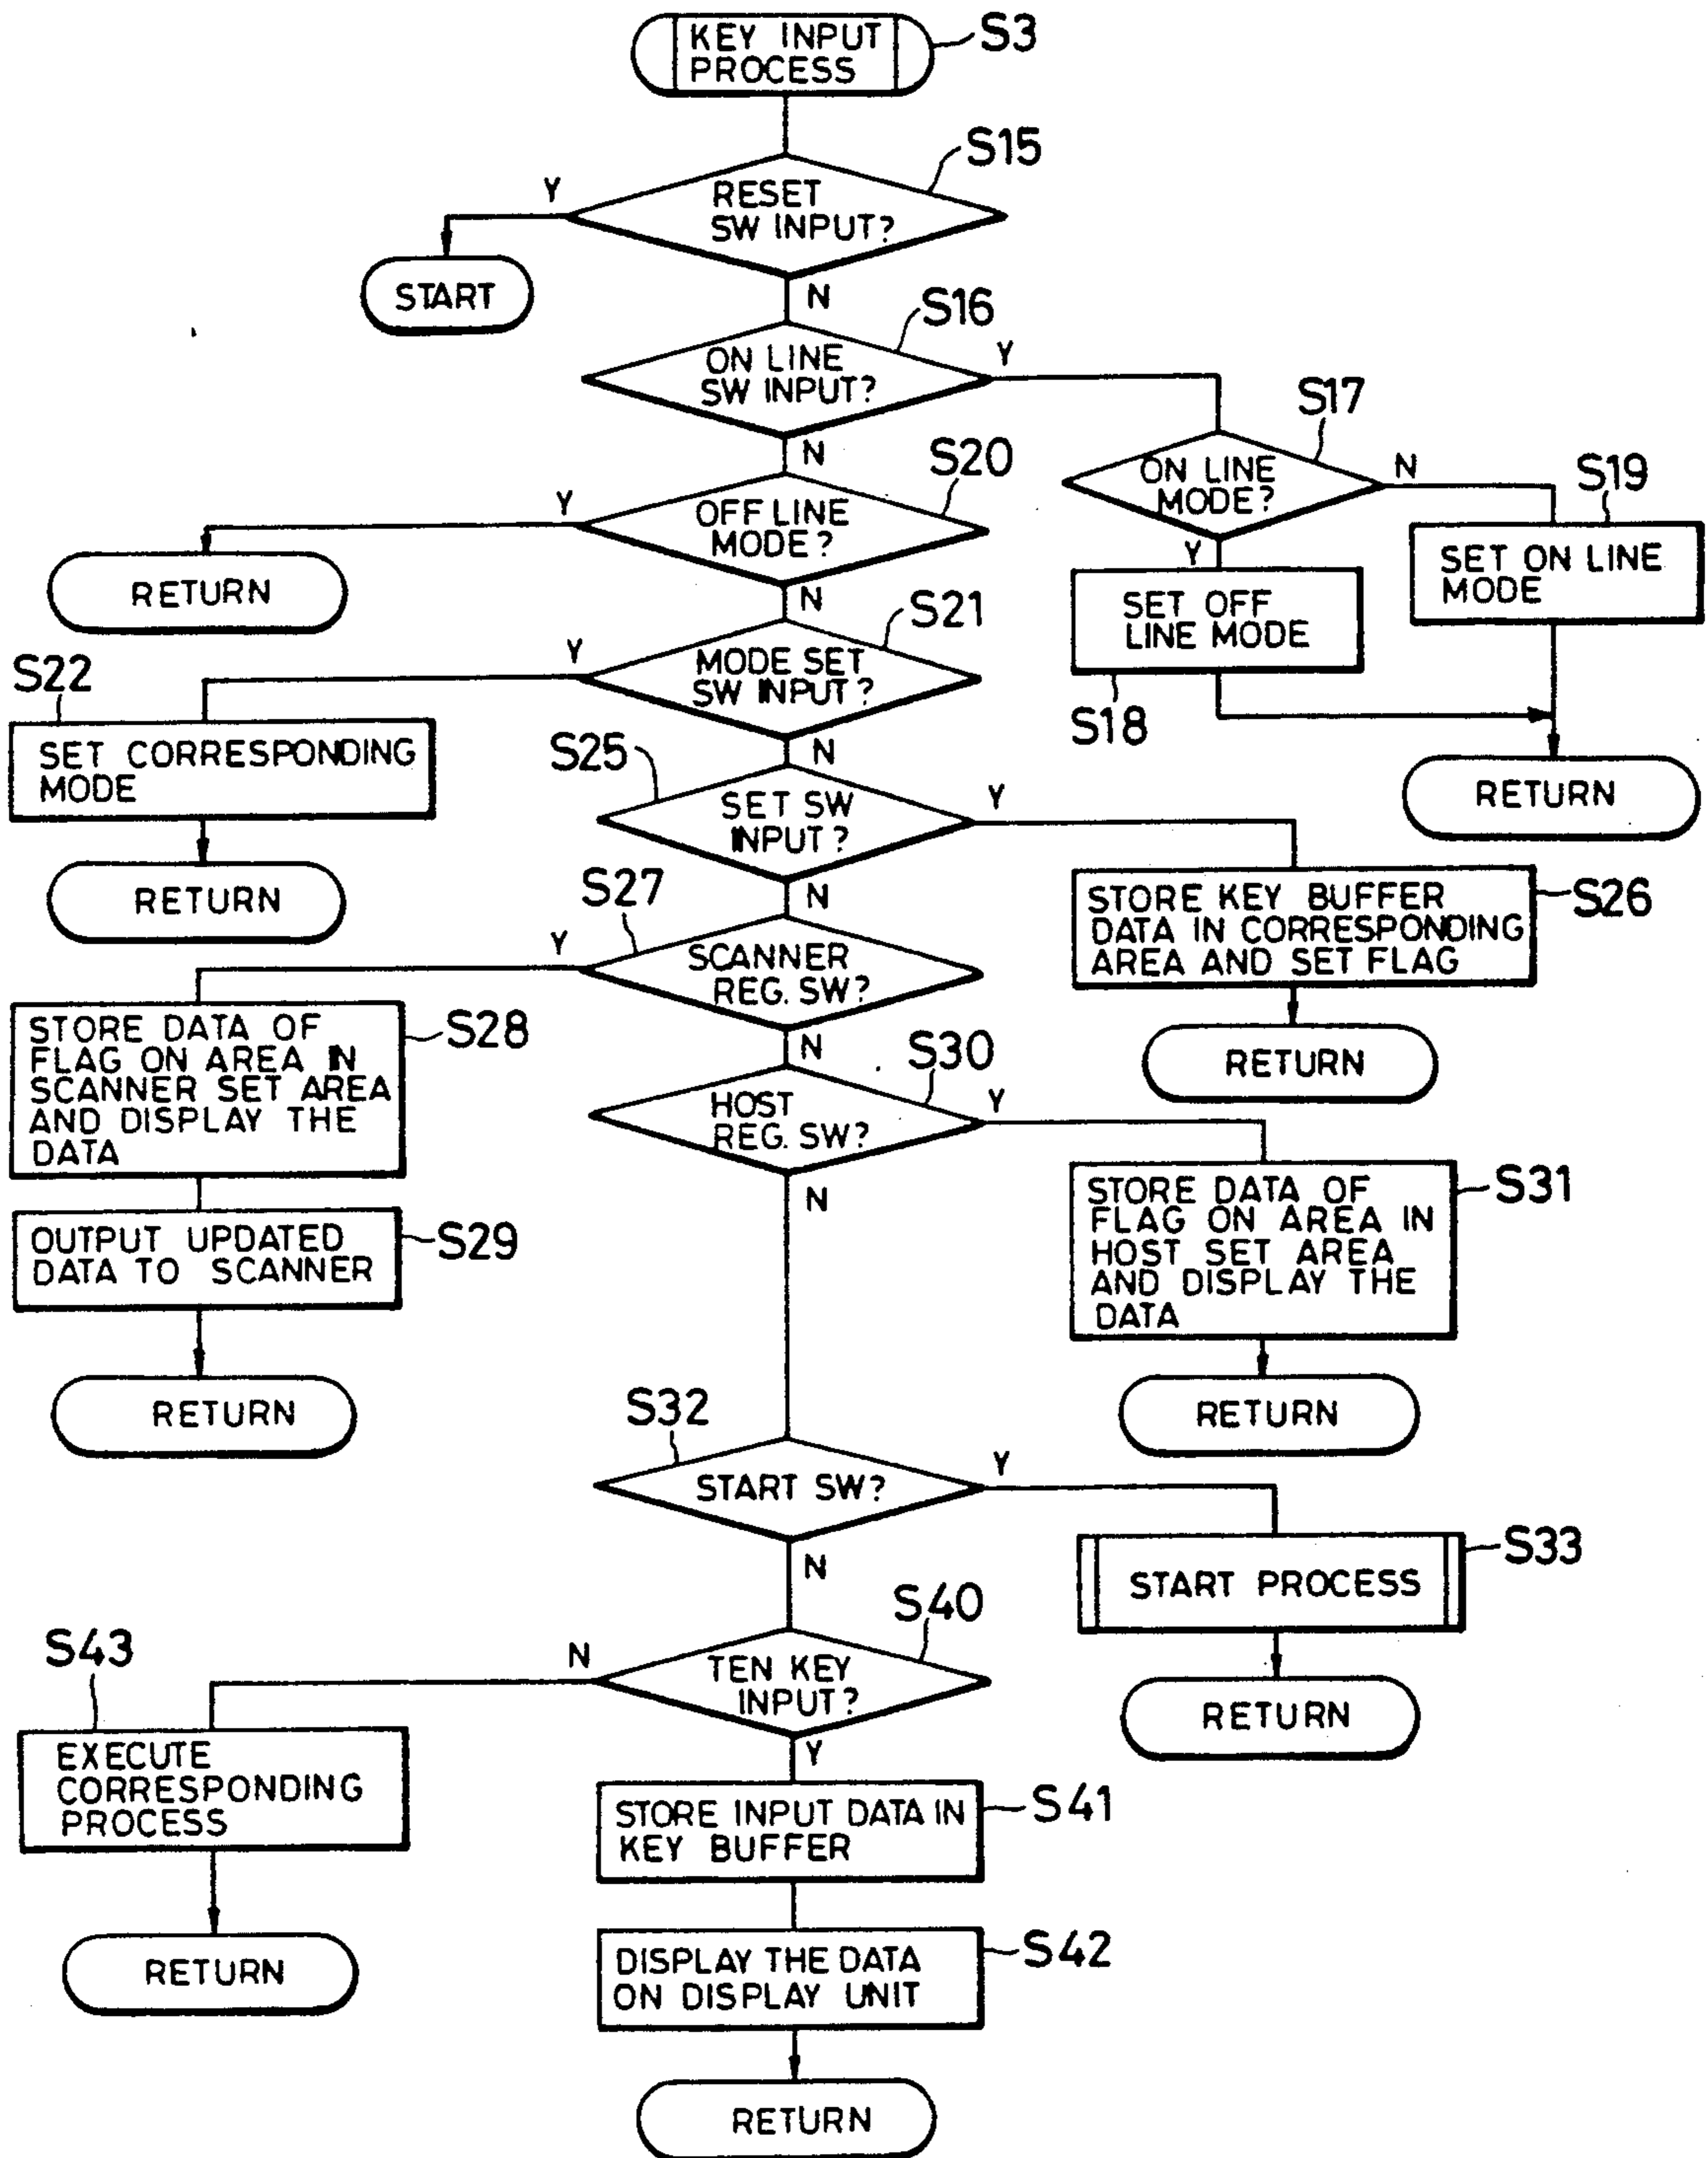 KEY INPUT
PROCESS
S3
S15
Y
RESET
SW INPUT?
START
N
S16
ON LINE
SW INPUT?
Y
S17
N
S20
ON LINE
MODE?
N
S19
Y
OFF LINE
MODE?
RETURN
SET ON LINE
MODE
Y
SET OFF
LINE MODE
N
S21
Y
MODE SET
SW INPUT?
S22
S18
SET CORRESPONDING
MODE
N
S25
RETURN
SET SW
INPUT?
Y
RETURN
N
S27
STORE KEY BUFFER
DATA IN CORRESPONDING
AREA AND SET FLAG
S26
Y
SCANNER
REG. SW?
RETURN
STORE DATA OF
FLAG ON AREA IN
SCANNER SET AREA
AND DISPLAY THE
DATA
S28
N
S30
HOST
REG. SW?
Y
STORE DATA OF
FLAG ON AREA IN
HOST SET AREA
AND DISPLAY THE
DATA
S31
N
OUTPUT UPDATED
DATA TO SCANNER
S29
RETURN
RETURN
S32
START SW?
Y
START PROCESS
S33
N
S40
RETURN
S43
N
TEN KEY
INPUT?
EXECUTE
CORRESPONDING
PROCESS
Y
STORE INPUT DATA IN
KEY BUFFER
S41
RETURN
DISPLAY THE DATA
ON DISPLAY UNIT
S42
RETURN